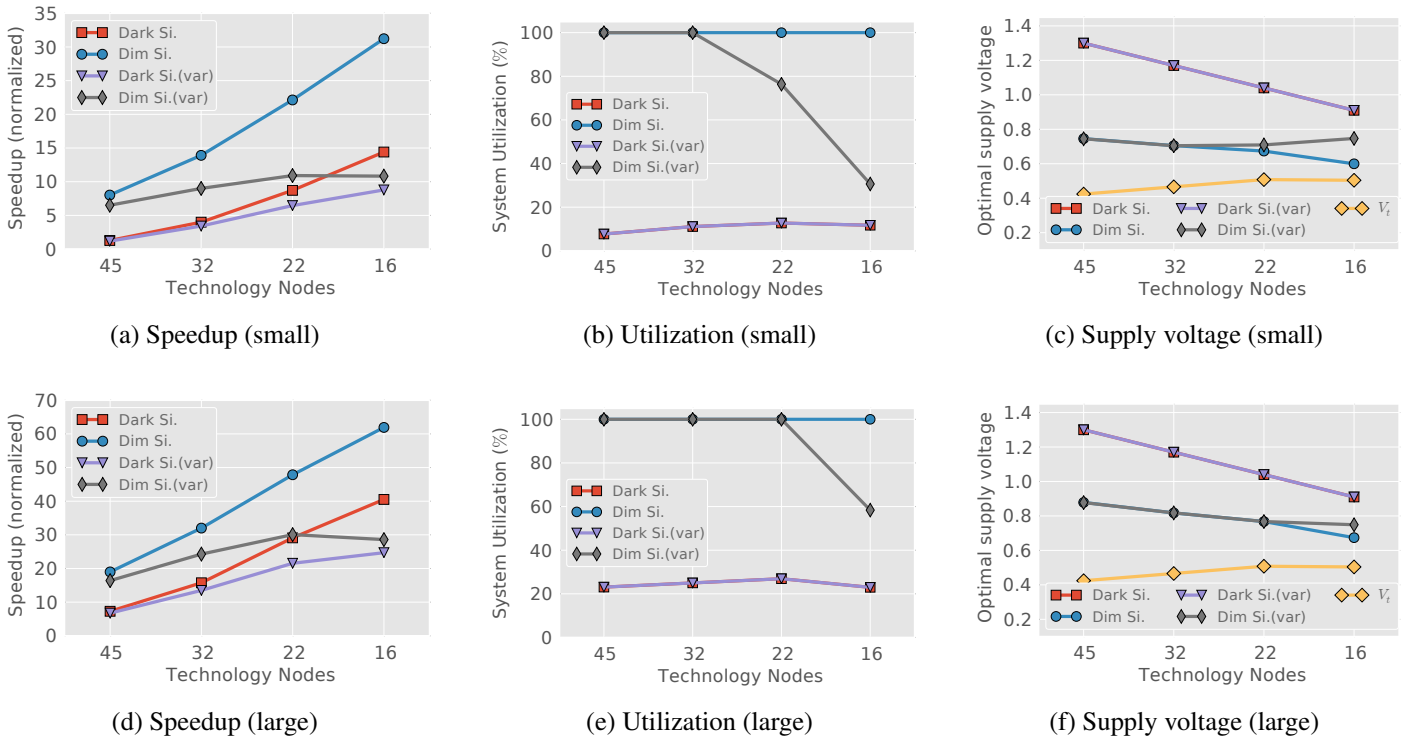 35
30
25
20
15
10
5
0
Speedup (normalized)
Dark Si.
Dim Si.
Dark Si.(var)
Dim Si.(var)
45 32 22 16
Technology Nodes
(a) Speedup (small)
100
80
60
40
20
0
System Utilization (%)
Dark Si.
Dim Si.
Dark Si.(var)
Dim Si.(var)
45 32 22 16
Technology Nodes
(b) Utilization (small)
1.4
1.2
1.0
0.8
0.6
0.4
0.2
Optimal supply voltage
Dark Si. Dark Si.(var) Vt
Dim Si. Dim Si.(var)
45 32 22 16
Technology Nodes
(c) Supply voltage (small)
70
60
50
40
30
20
10
0
Speedup (normalized)
Dark Si.
Dim Si.
Dark Si.(var)
Dim Si.(var)
45 32 22 16
Technology Nodes
(d) Speedup (large)
100
80
60
40
20
0
System Utilization (%)
Dark Si.
Dim Si.
Dark Si.(var)
Dim Si.(var)
45 32 22 16
Technology Nodes
(e) Utilization (large)
1.4
1.2
1.0
0.8
0.6
0.4
0.2
Optimal supply voltage
Dark Si. Dark Si.(var) Vt
Dim Si. Dim Si.(var)
45 32 22 16
Technology Nodes
(f) Supply voltage (large)